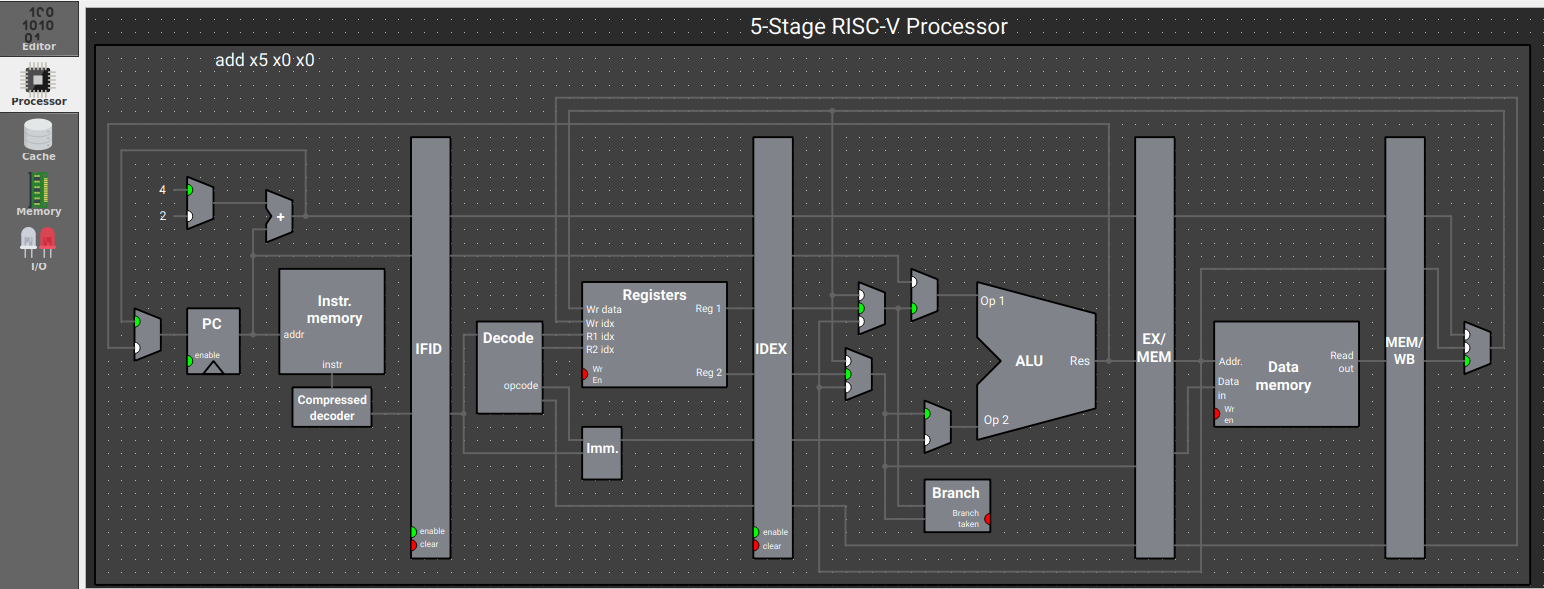 100
1010
01
Editor
Processor
Cache
Memory
I/O
5-Stage RISC-V Processor
add x5 x0 x0
4
2
+
PC
enable
Instr.
memory
addr
instr
Compressed
decoder
IFID
enable
clear
Decode
opcode
Registers
Wr data
Wr idx
R1 idx
R2 idx
Wr
En
Reg 1
Reg 2
Imm.
IDEX
enable
clear
Op 1
ALU
Res
Op 2
Branch
Branch
taken
EX/
MEM
Addr.
Data
in
Wr
en
Data
memory
Read
out
MEM/
WB